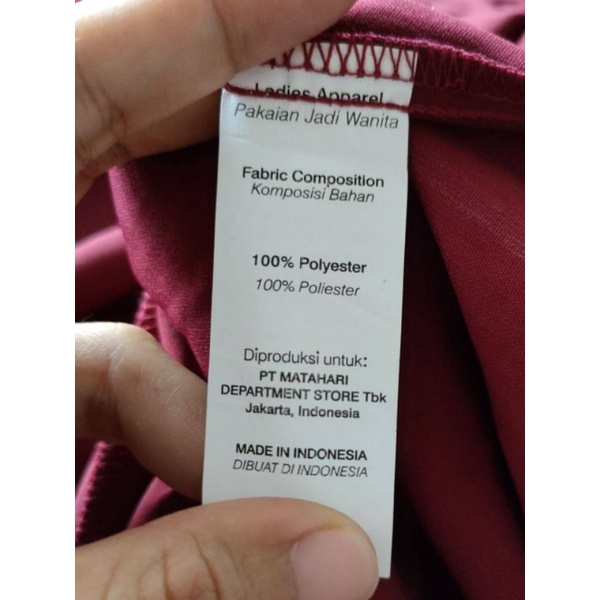 Ladies Apparel
Pakaian Jadi Wanita
Fabric Composition
Komposisi Bahan
100% Polyester
100% Poliester
Diproduksi untuk:
PT MATAHARI
DEPARTMENT STORE Tbk
Jakarta, Indonesia
MADE IN INDONESIA
DIBUAT DI INDONESIA